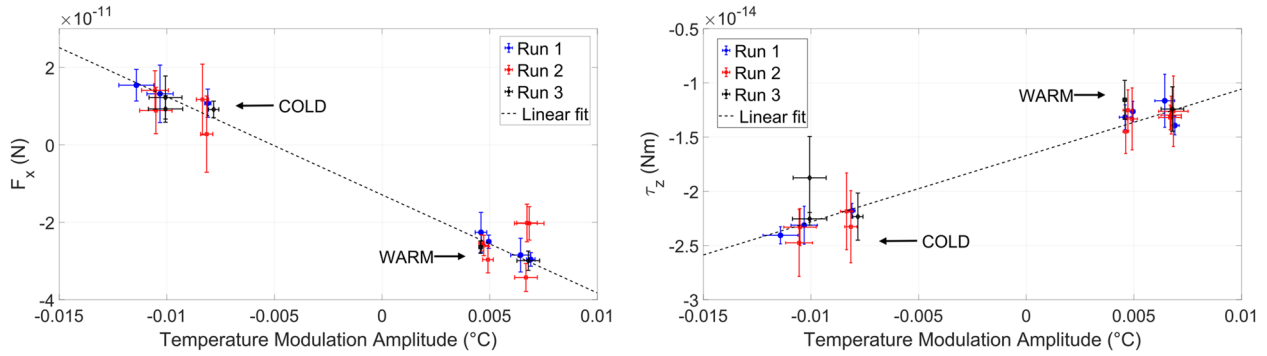 ×10⁻¹¹
2
0
-2
-4
F_x (N)
COLD
WARM
Run 1
Run 2
Run 3
Linear fit
-0.015 -0.01 -0.005 0 0.005 0.01
Temperature Modulation Amplitude (°C)
×10⁻¹⁴
-0.5
-1
-1.5
-2
-2.5
-3
τ_z (Nm)
Run 1
Run 2
Run 3
Linear fit
WARM
COLD
-0.015 -0.01 -0.005 0 0.005 0.01
Temperature Modulation Amplitude (°C)